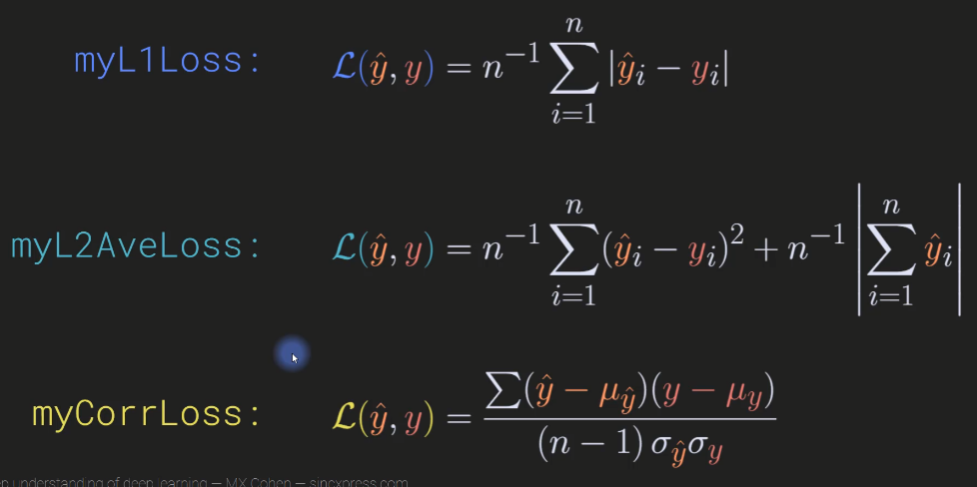 myL1Loss: ℒ(ŷ, y) = n⁻¹ ∑ᵢ₌₁ⁿ |ŷᵢ − yᵢ|
myL2AveLoss: ℒ(ŷ, y) = n⁻¹ ∑ᵢ₌₁ⁿ (ŷᵢ − yᵢ)² + n⁻¹ |∑ᵢ₌₁ⁿ ŷᵢ|
myCorrLoss: ℒ(ŷ, y) = ∑(ŷ − μ_ŷ)(y − μ_y) / (n − 1) σ_ŷ σ_y
understanding of deep learning — MX Cohen — sincxpress.com